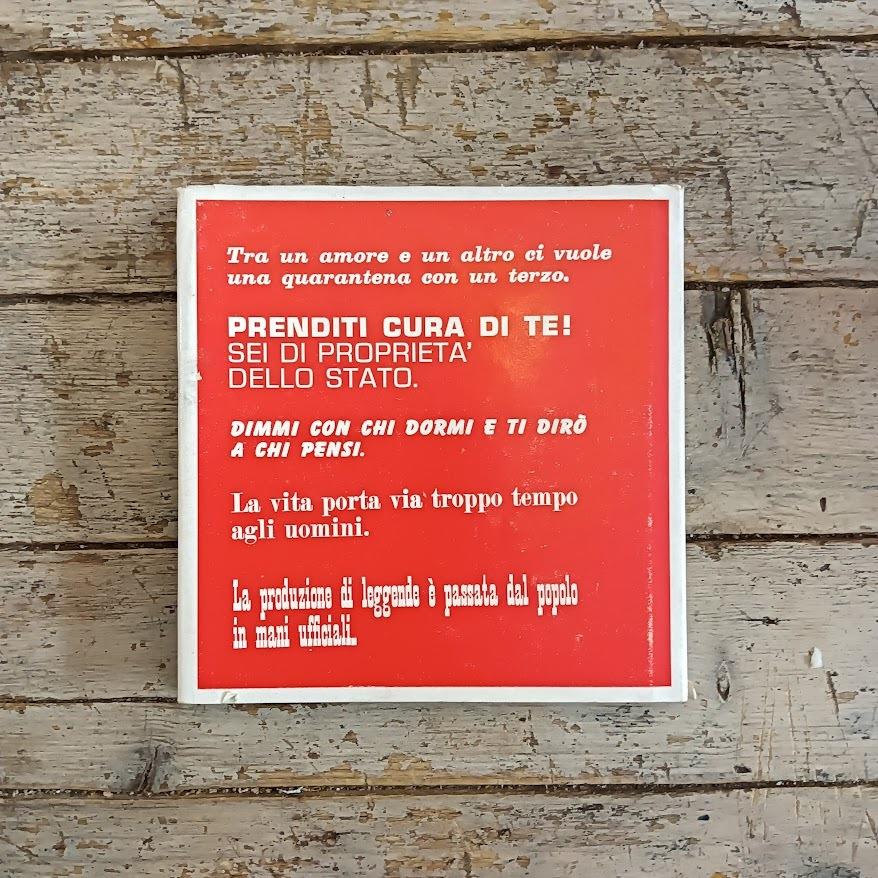 Tra un amore e un altro ci vuole
una quarantena con un terzo.
PRENDITI CURA DI TE!
SEI DI PROPRIETA'
DELLO STATO.
DIMMI CON CHI DORMI E TI DIRÒ
A CHI PENSI.
La vita porta via troppo tempo
agli uomini.
La produzione di leggende è passata dal popolo
in mani ufficiali.